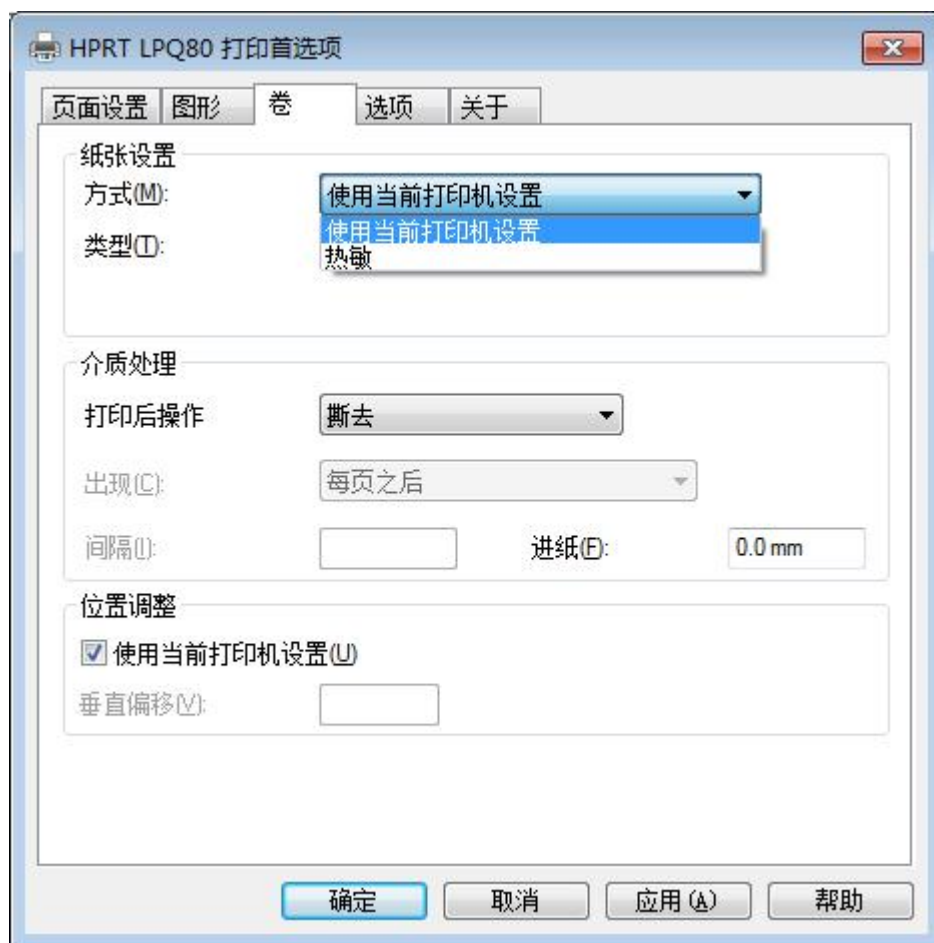 HPRT LPQ80 打印首选项
页面设置 图形 卷 选项 关于
纸张设置
方式(M): 使用当前打印机设置
使用当前打印机设置
类型(T):
热敏
介质处理
打印后操作 撕去
出现(C): 每页之后
间隔(I): 进纸(F): 0.0 mm
位置调整
使用当前打印机设置(U)
垂直偏移(V):
确定 取消 应用(A) 帮助